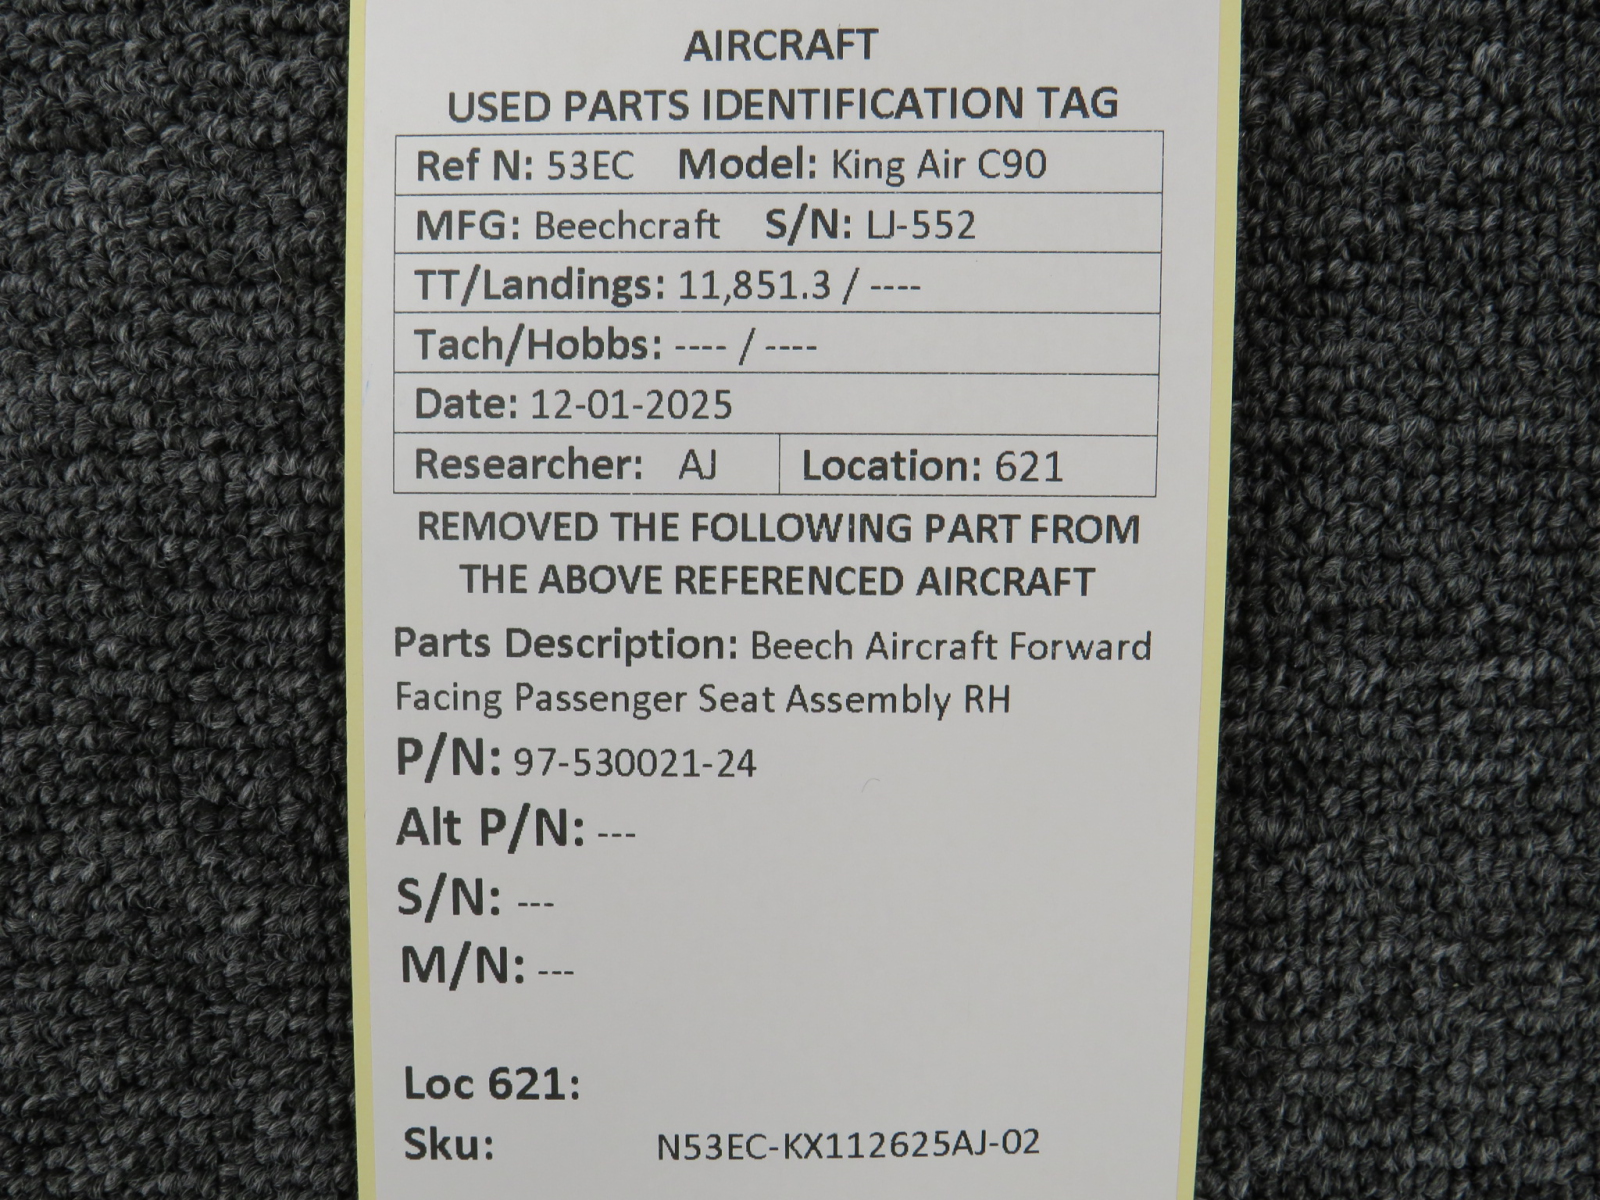 AIRCRAFT
USED PARTS IDENTIFICATION TAG
Ref N: 53EC Model: King Air C90
MFG: Beechcraft S/N: LJ-552
TT/Landings: 11,851.3 / ----
Tach/Hobbs: ---- / ----
Date: 12-01-2025
Researcher: AJ Location: 621
REMOVED THE FOLLOWING PART FROM
THE ABOVE REFERENCED AIRCRAFT
Parts Description: Beech Aircraft Forward
Facing Passenger Seat Assembly RH
P/N: 97-530021-24
Alt P/N: ---
S/N: ---
M/N: ---
Loc 621:
Sku: N53EC-KX112625AJ-02